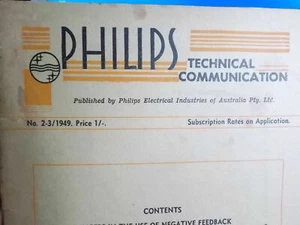 PHILIPS
TECHNICAL
COMMUNICATION
Published by Philips Electrical Industries of Australia Pty. Ltd.
No. 2-3/1949. Price 1/-.
Subscription Rates on Application.
CONTENTS
IN THE USE OF NEGATIVE FEEDBACK